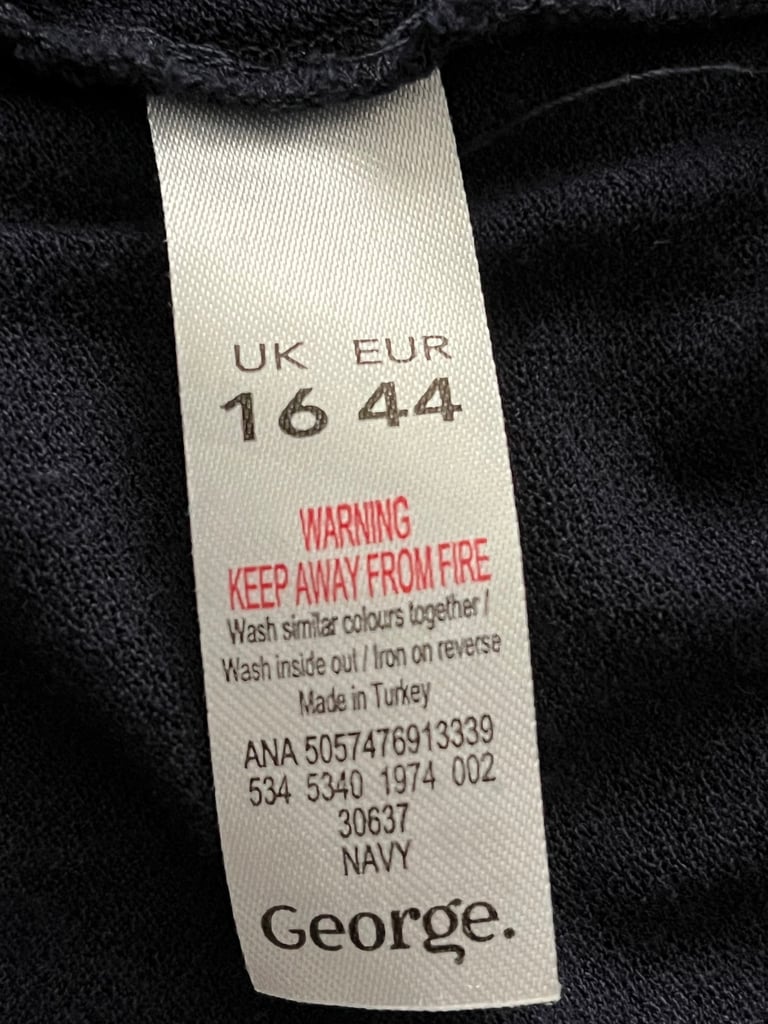 UK EUR
16 44
WARNING
KEEP AWAY FROM FIRE
Wash similar colours together /
Wash inside out / Iron on reverse
Made in Turkey
ANA 5057476913339
534 5340 1974 002
30637
NAVY
George.